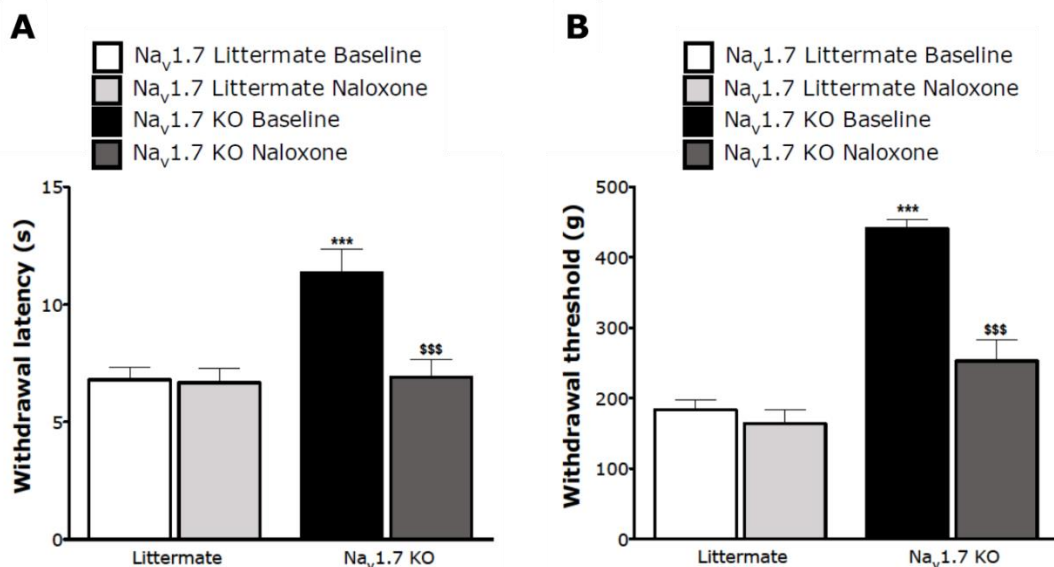 A
Naᵥ1.7 Littermate Baseline
Naᵥ1.7 Littermate Naloxone
Naᵥ1.7 KO Baseline
Naᵥ1.7 KO Naloxone
Withdrawal latency (s)
15
10
5
0
***
$$$
Littermate
Naᵥ1.7 KO
B
Naᵥ1.7 Littermate Baseline
Naᵥ1.7 Littermate Naloxone
Naᵥ1.7 KO Baseline
Naᵥ1.7 KO Naloxone
Withdrawal threshold (g)
500
400
300
200
100
0
***
$$$
Littermate
Naᵥ1.7 KO